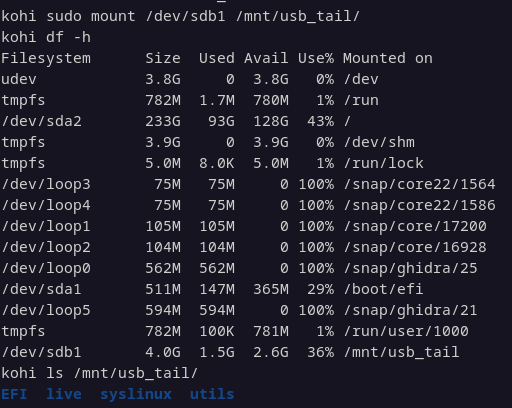 kohi sudo mount /dev/sdb1 /mnt/usb_tail/
kohi df -h
Filesystem      Size  Used Avail Use% Mounted on
udev            3.8G     0  3.8G   0% /dev
tmpfs           782M  1.7M  780M   1% /run
/dev/sda2       233G   93G  128G  43% /
tmpfs           3.9G     0  3.9G   0% /dev/shm
tmpfs           5.0M  8.0K  5.0M   1% /run/lock
/dev/loop3       75M   75M     0 100% /snap/core22/1564
/dev/loop4       75M   75M     0 100% /snap/core22/1586
/dev/loop1      105M  105M     0 100% /snap/core/17200
/dev/loop2      104M  104M     0 100% /snap/core/16928
/dev/loop0      562M  562M     0 100% /snap/ghidra/25
/dev/sda1       511M  147M  365M  29% /boot/efi
/dev/loop5      594M  594M     0 100% /snap/ghidra/21
tmpfs           782M  100K  781M   1% /run/user/1000
/dev/sdb1       4.0G  1.5G  2.6G  36% /mnt/usb_tail
kohi ls /mnt/usb_tail/
EFI  live  syslinux  utils